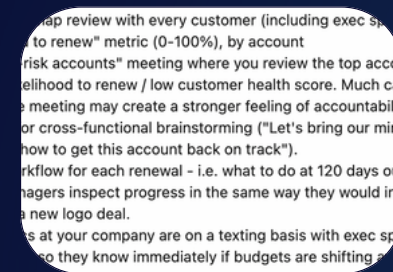 ap review with every customer (including exec sp
to renew" metric (0-100%), by account
risk accounts" meeting where you review the top acco
elihood to renew / low customer health score. Much c
e meeting may create a stronger feeling of accountabil
or cross-functional brainstorming ("Let's bring our mi
how to get this account back on track").
rkflow for each renewal - i.e. what to do at 120 days o
nagers inspect progress in the same way they would in
a new logo deal.
s at your company are on a texting basis with exec sp
so they know immediately if budgets are shifting a